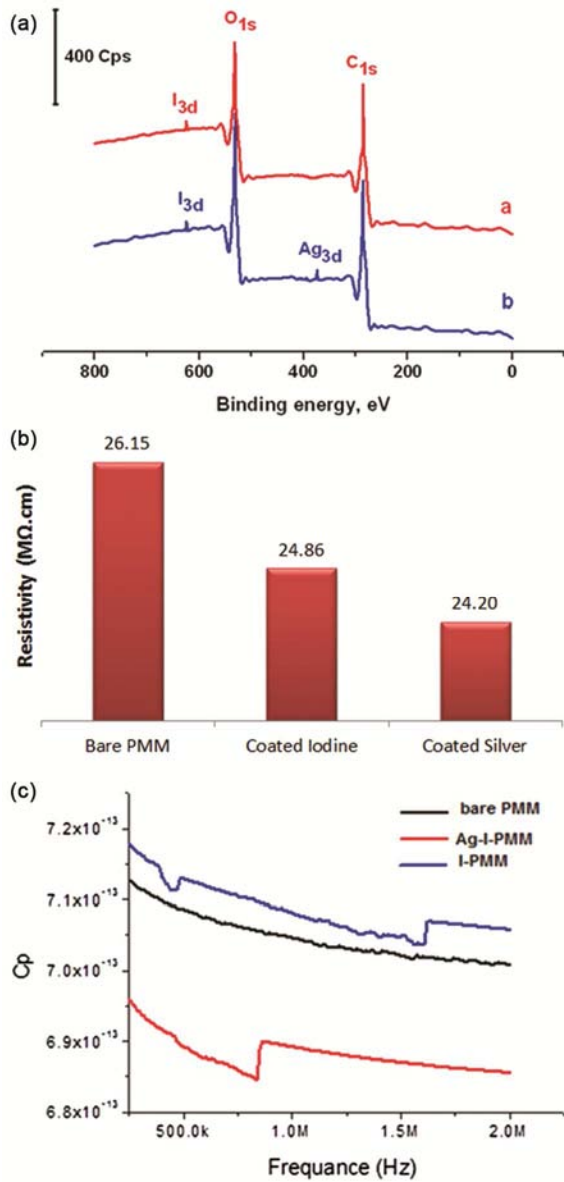 (a)
400 Cps
O1s
C1s
I3d
a
I3d
Ag3d
b
800 600 400 200 0
Binding energy, eV
(b)
Resistivity (MΩ.cm)
26.15
24.86
24.20
Bare PMM Coated Iodine Coated Silver
(c)
Cp
7.2x10⁻¹³
7.1x10⁻¹³
7.0x10⁻¹³
6.9x10⁻¹³
6.8x10⁻¹³
bare PMM
Ag-I-PMM
I-PMM
500.0k 1.0M 1.5M 2.0M
Frequance (Hz)